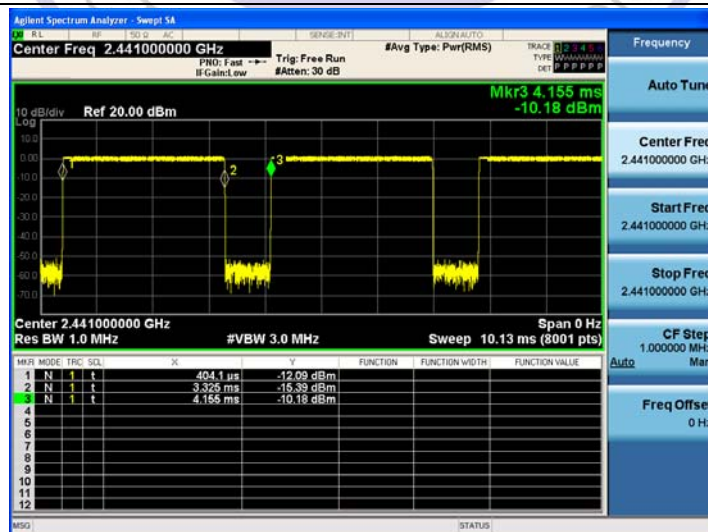 Agilent Spectrum Analyzer - Swept SA
RL RF 50 Ω AC SENSE:INT ALIGN AUTO
Center Freq 2.441000000 GHz
PNO: Fast
IFGain:Low
Trig: Free Run
#Atten: 30 dB
#Avg Type: Pwr(RMS)
TRACE 1 2 3 4 5 6
TYPE
DET P P P P P P
Mkr3 4.155 ms
-10.18 dBm
10 dB/div Ref 20.00 dBm
Log
10.0
0.00
-10.0
-20.0
-30.0
-40.0
-50.0
-60.0
-70.0
1
2
3
Center 2.441000000 GHz Span 0 Hz
Res BW 1.0 MHz #VBW 3.0 MHz Sweep 10.13 ms (8001 pts)
MKR MODE TRC SCL X Y FUNCTION FUNCTION WIDTH FUNCTION VALUE
1 N 1 t 404.1 µs -12.09 dBm
2 N 1 t 3.325 ms -15.39 dBm
3 N 1 t 4.155 ms -10.18 dBm
4
5
6
7
8
9
10
11
12
MSG STATUS
Frequency
Auto Tune
Center Freq
2.441000000 GHz
Start Freq
2.441000000 GHz
Stop Freq
2.441000000 GHz
CF Step
1.000000 MHz
Auto Man
Freq Offset
0 Hz